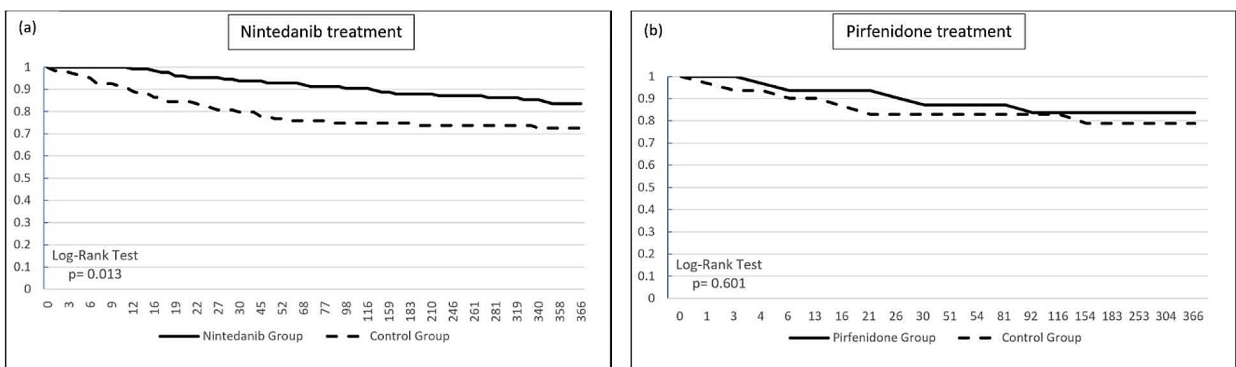 (a)
Nintedanib treatment
1
0.9
0.8
0.7
0.6
0.5
0.4
0.3
0.2
0.1
0
Log-Rank Test
p= 0.013
0 3 6 9 12 16 19 22 27 30 45 52 68 77 98 116 159 183 210 246 261 281 319 340 358 366
Nintedanib Group Control Group
(b)
Pirfenidone treatment
1
0.9
0.8
0.7
0.6
0.5
0.4
0.3
0.2
0.1
0
Log-Rank Test
p= 0.601
0 1 3 4 6 13 16 21 26 30 51 54 81 92 116 154 183 253 304 366
Pirfenidone Group Control Group